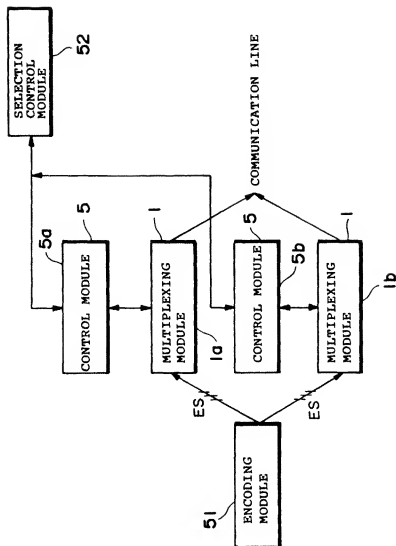 52
SELECTION
CONTROL
MODULE
5a
5
CONTROL MODULE
1
MULTIPLEXING
MODULE
1a
COMMUNICATION LINE
5
CONTROL MODULE
5b
1
MULTIPLEXING
MODULE
1b
ES
ES
51
ENCODING
MODULE